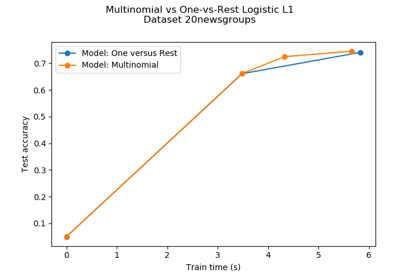 Multinomial vs One-vs-Rest Logistic L1
Dataset 20newsgroups
Model: One versus Rest
Model: Multinomial
Test accuracy
0.7
0.6
0.5
0.4
0.3
0.2
0.1
0 1 2 3 4 5 6
Train time (s)